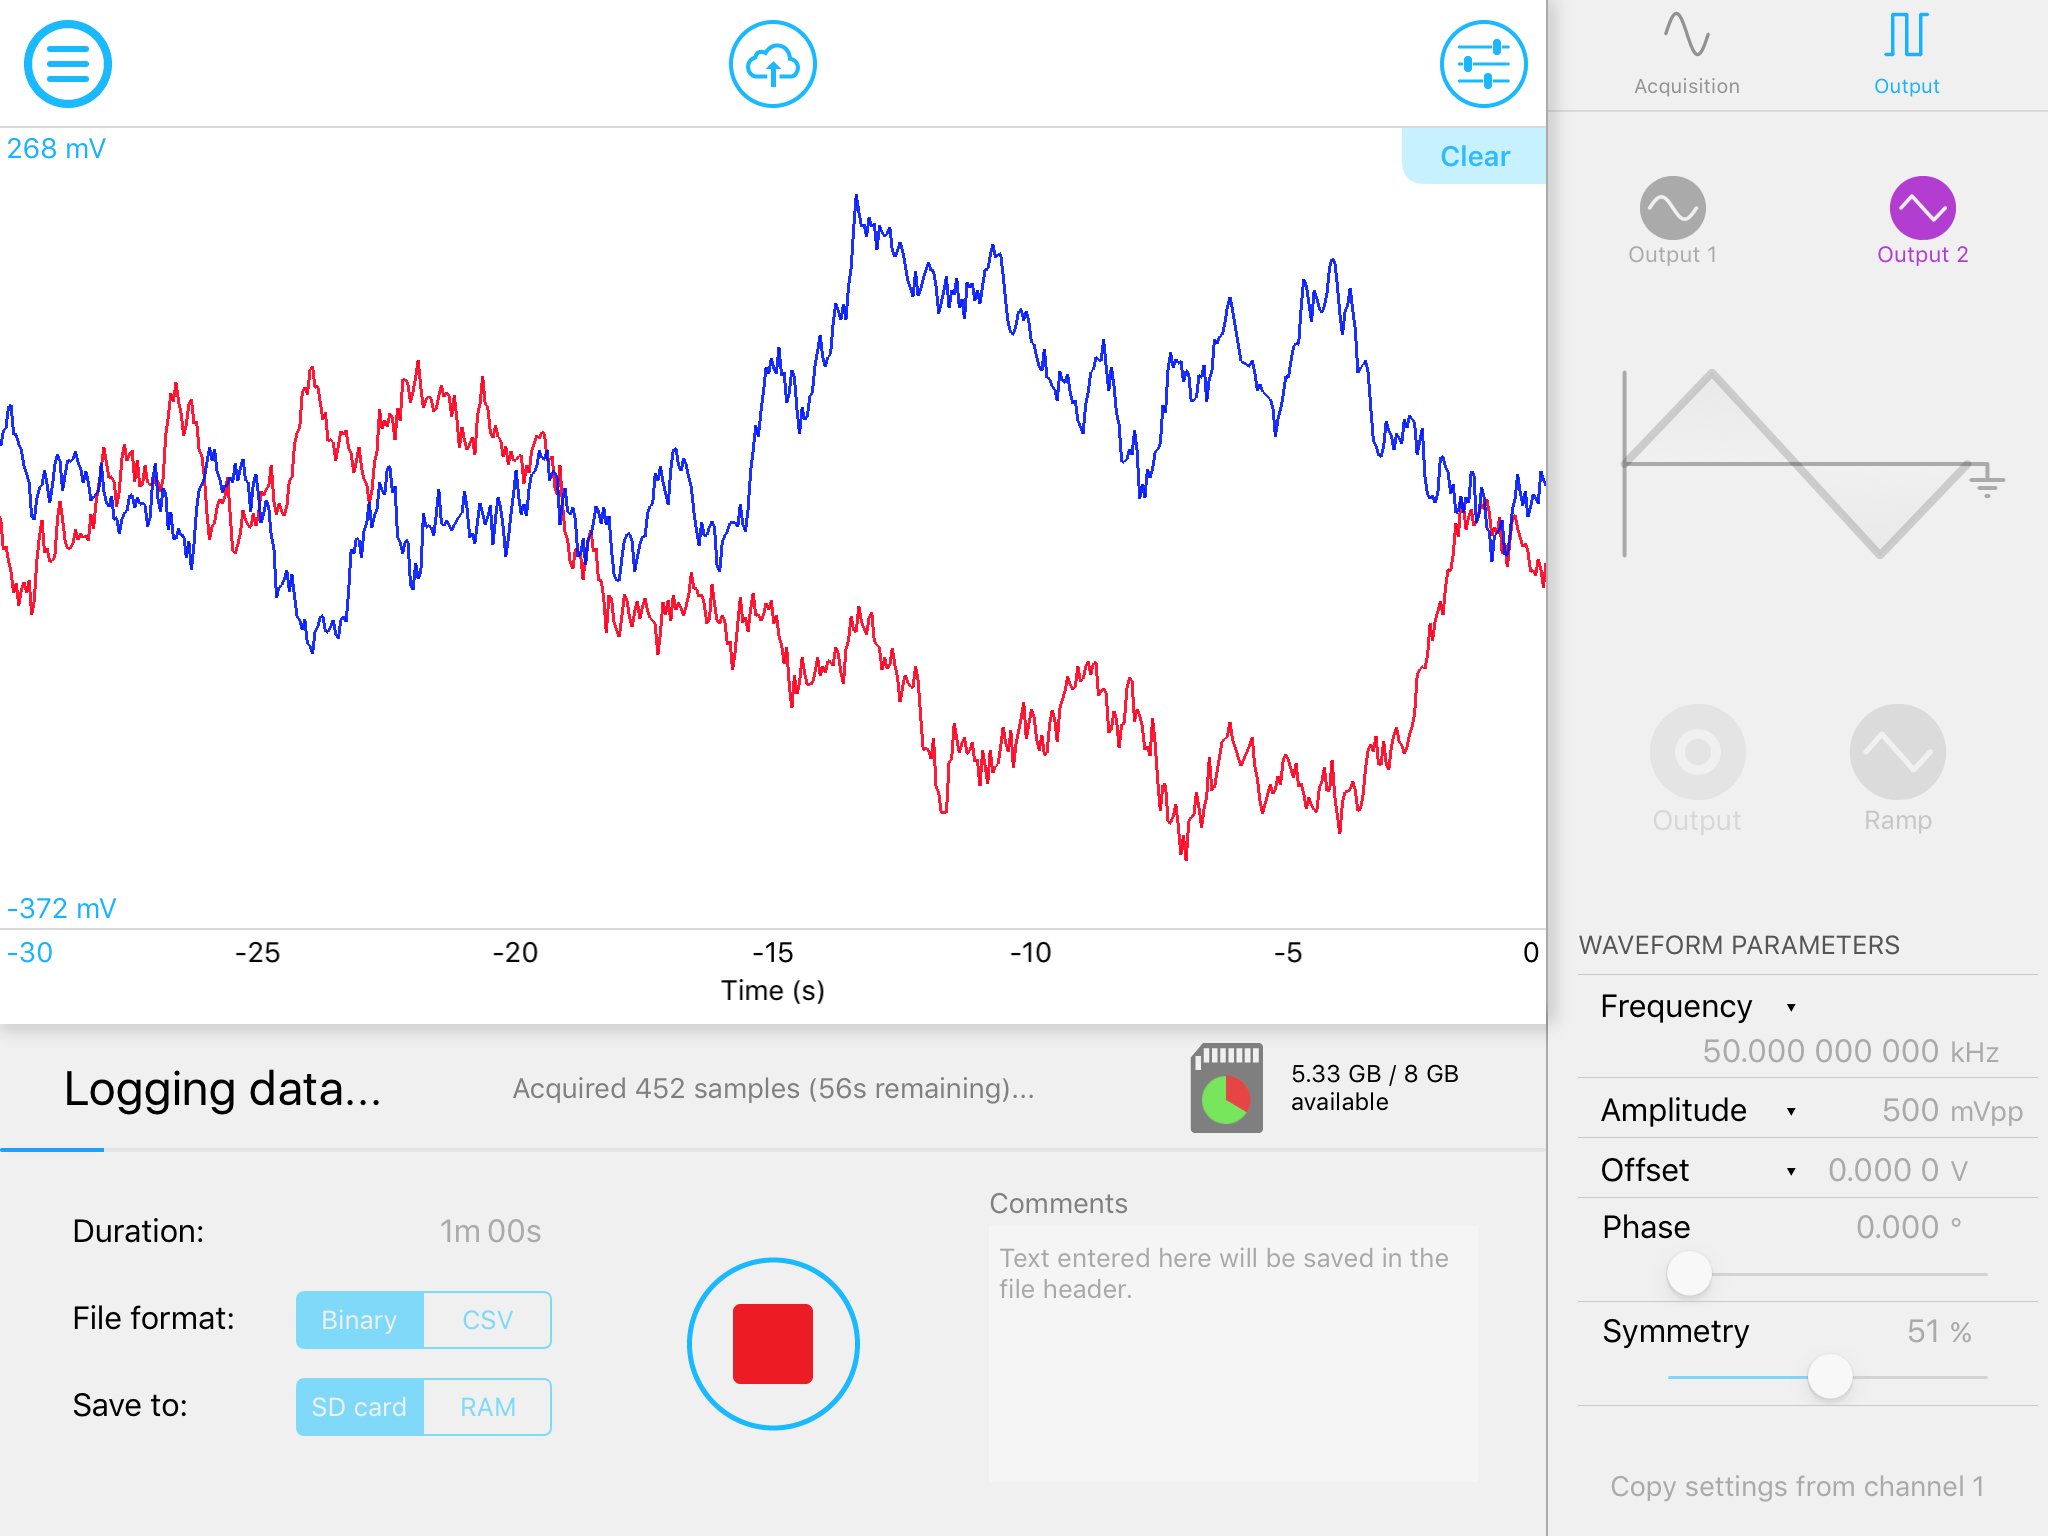 268 mV
Clear
-372 mV
-30 -25 -20 -15 -10 -5 0
Time (s)
Logging data...
Acquired 452 samples (56s remaining)...
5.33 GB / 8 GB
available
Duration: 1m 00s
File format: Binary CSV
Save to: SD card RAM
Comments
Text entered here will be saved in the
file header.
Acquisition Output
Output 1 Output 2
Output Ramp
WAVEFORM PARAMETERS
Frequency
50.000 000 000 kHz
Amplitude 500 mVpp
Offset 0.000 0 V
Phase 0.000 °
Symmetry 51 %
Copy settings from channel 1